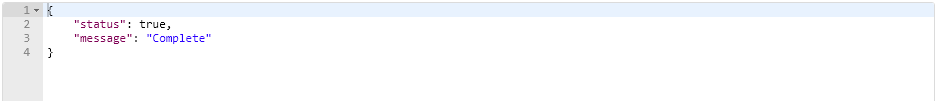 1 {
2     "status": true,
3     "message": "Complete"
4 }